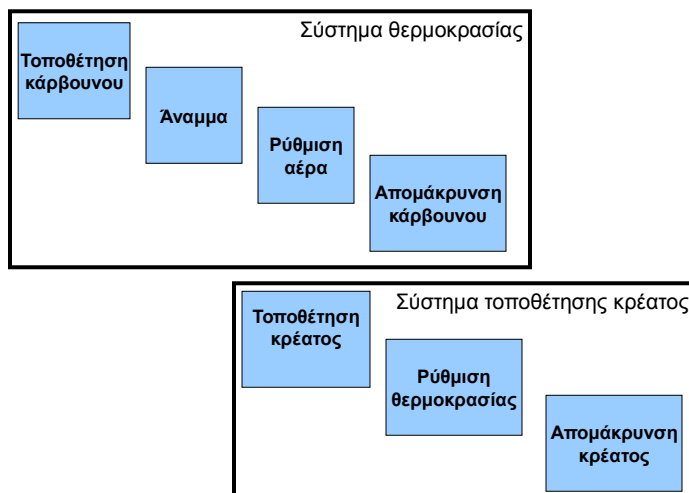 Σύστημα θερμοκρασίας
Τοποθέτηση
κάρβουνου
Άναμμα
Ρύθμιση
αέρα
Απομάκρυνση
κάρβουνου
Σύστημα τοποθέτησης κρέατος
Τοποθέτηση
κρέατος
Ρύθμιση
θερμοκρασίας
Απομάκρυνση
κρέατος